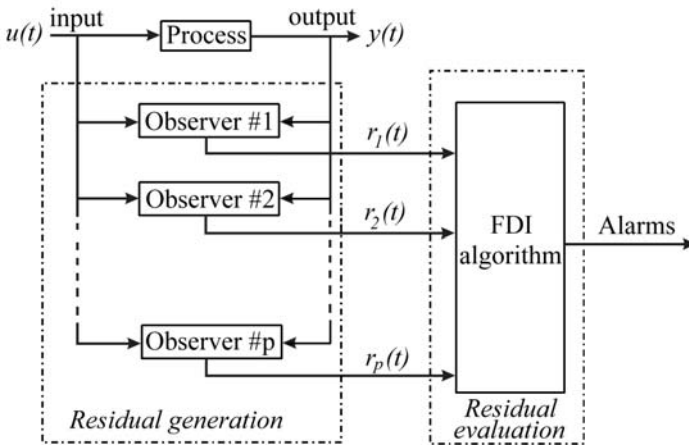 input
output
u(t)
Process
y(t)
Observer #1
r1(t)
Observer #2
r2(t)
FDI
algorithm
Alarms
Observer #p
rp(t)
Residual generation
Residual
evaluation